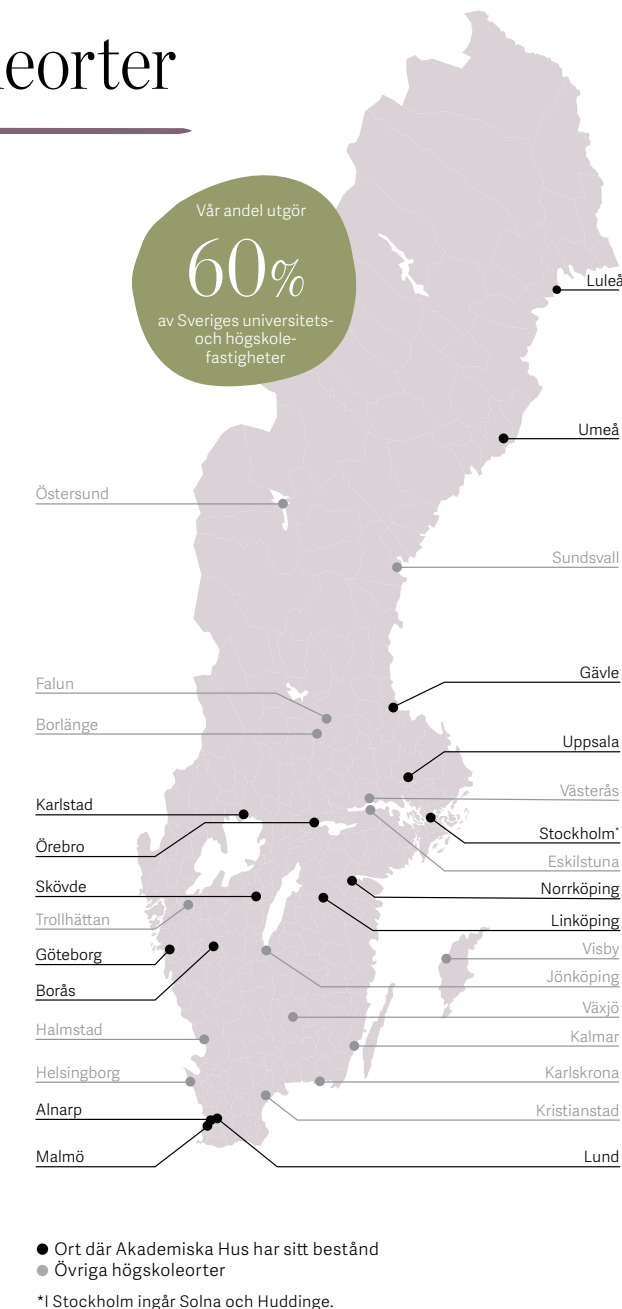 eorter
Vår andel utgör
60%
av Sveriges universitets-
och högskole-
fastigheter
Luleå
Umeå
Östersund
Sundsvall
Gävle
Falun
Borlänge
Uppsala
Västerås
Karlstad
Stockholm*
Örebro
Eskilstuna
Skövde
Norrköping
Trollhättan
Linköping
Göteborg
Visby
Jönköping
Borås
Växjö
Halmstad
Kalmar
Helsingborg
Karlskrona
Alnarp
Kristianstad
Malmö
Lund
Ort där Akademiska Hus har sitt bestånd
Övriga högskoleorter
*I Stockholm ingår Solna och Huddinge.